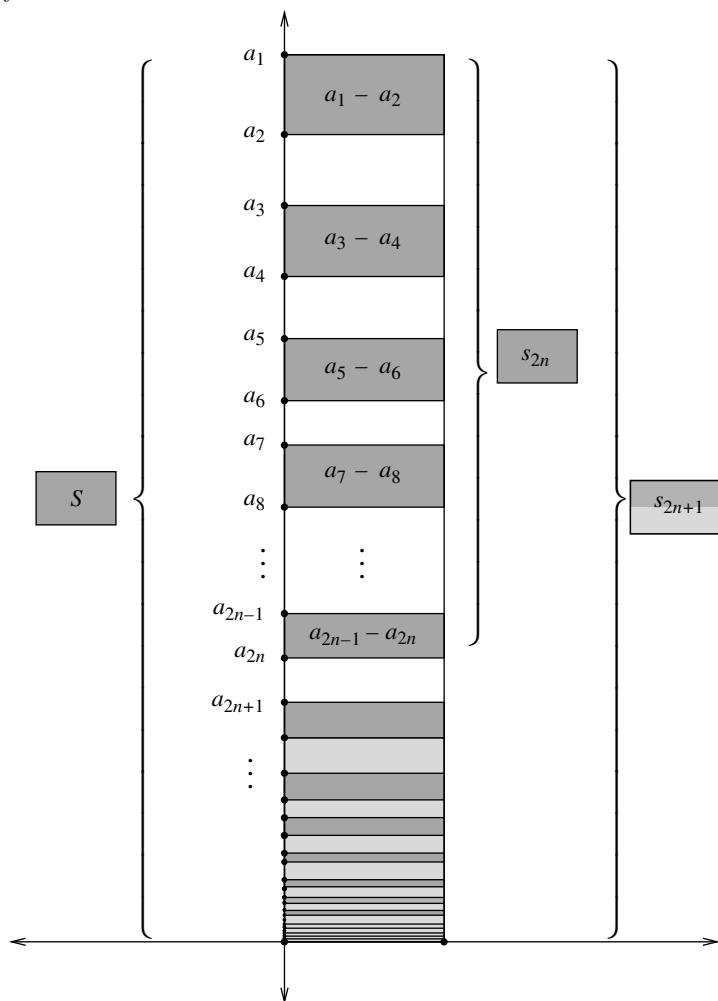 a₁
a₁ − a₂
a₂
a₃
a₃ − a₄
a₄
a₅
s₂ₙ
a₅ − a₆
a₆
a₇
a₇ − a₈
S
s₂ₙ₊₁
a₈
⋮ ⋮
a₂ₙ₋₁
a₂ₙ₋₁ − a₂ₙ
a₂ₙ
a₂ₙ₊₁
⋮